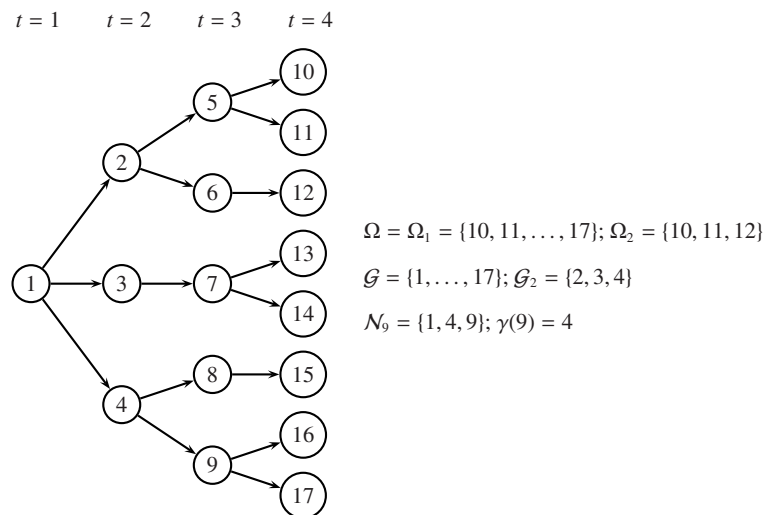 t = 1 t = 2 t = 3 t = 4
10
5
11
2
6 12
13
1 3 7
14
8 15
4
16
9
17
Ω = Ω₁ = {10, 11, . . . , 17}; Ω₂ = {10, 11, 12}
𝒢 = {1, . . . , 17}; 𝒢₂ = {2, 3, 4}
𝒩₉ = {1, 4, 9}; γ(9) = 4